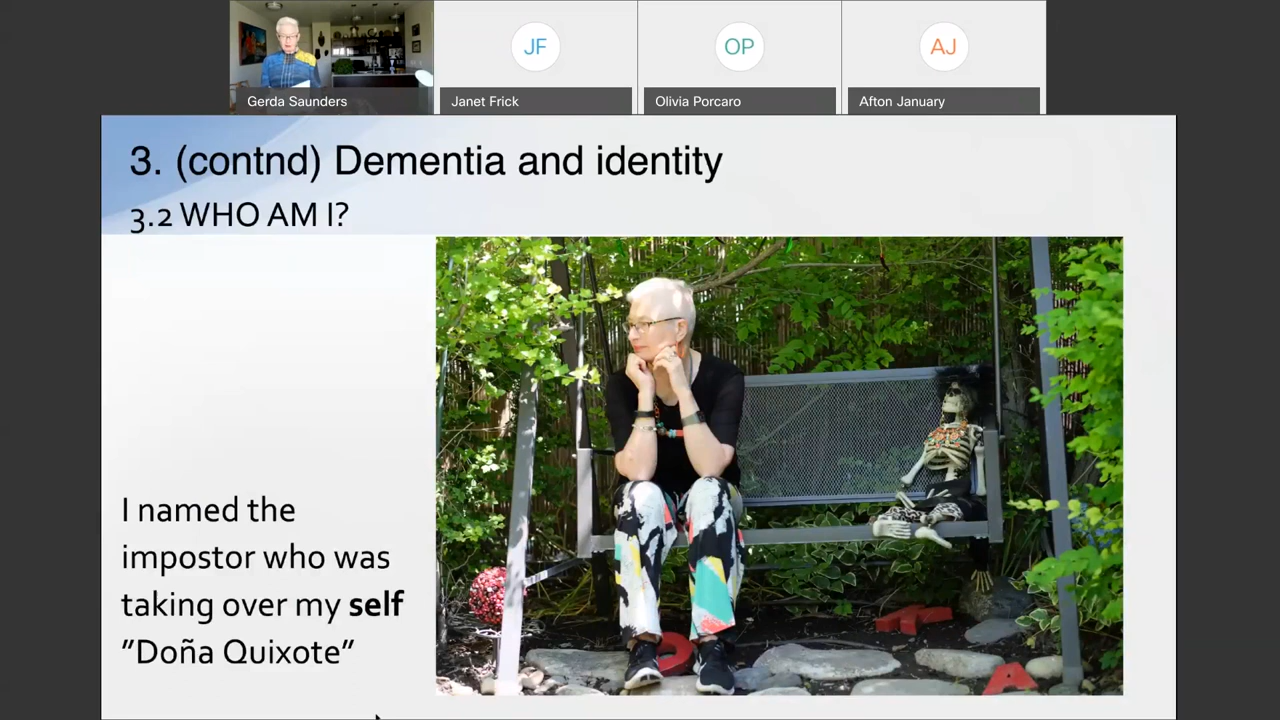 JF
OP
AJ
Gerda Saunders
Janet Frick
Olivia Porcaro
Afton January
3. (contnd) Dementia and identity
3.2 WHO AM I?
I named the
impostor who was
taking over my self
”Doña Quixote”
A